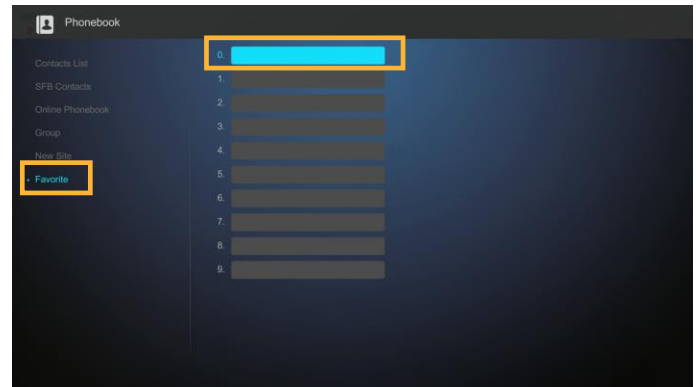 Phonebook
Contacts List
SFB Contacts
Online Phonebook
Group
New Site
Favorite
0.
1.
2.
3.
4.
5.
6.
7.
8.
9.